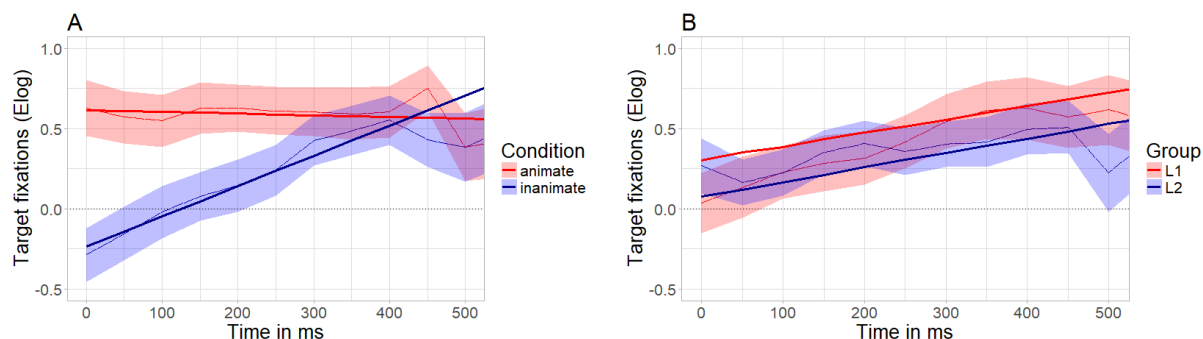 A
Target fixations (Elog)
1.0
0.5
0.0
-0.5
0
100
200
300
400
500
Time in ms
Condition
animate
inanimate
B
Target fixations (Elog)
1.0
0.5
0.0
-0.5
0
100
200
300
400
500
Time in ms
Group
L1
L2